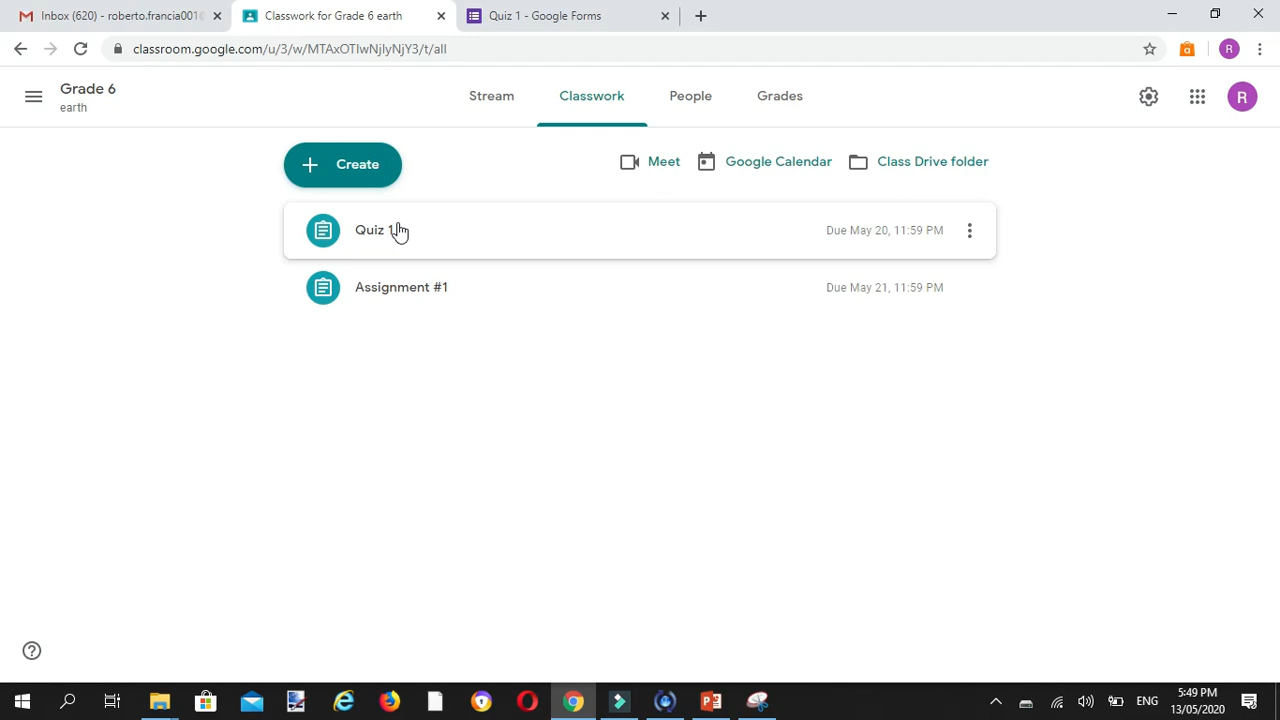 Inbox (620) - roberto.francia001@
Classwork for Grade 6 earth
Quiz 1 - Google Forms
classroom.google.com/u/3/w/MTAxOTIwNjIyNjY3/t/all
R
Grade 6
earth
Stream
Classwork
People
Grades
R
Create
Meet
Google Calendar
Class Drive folder
Quiz 1
Due May 20, 11:59 PM
Assignment #1
Due May 21, 11:59 PM
ENG
5:49 PM
13/05/2020